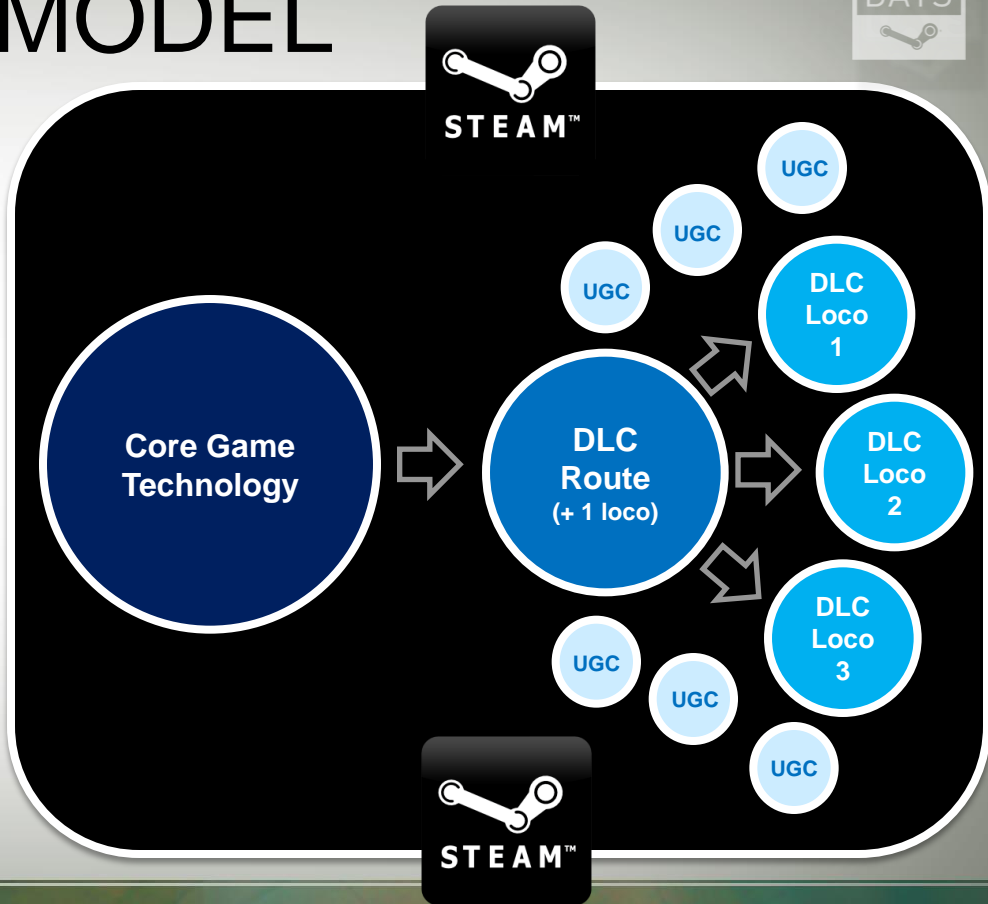 MODEL
DAYS
STEAM™
UGC
UGC
UGC
DLC
Loco
1
Core Game
Technology
DLC
Route
(+ 1 loco)
DLC
Loco
2
DLC
Loco
3
UGC
UGC
UGC
STEAM™